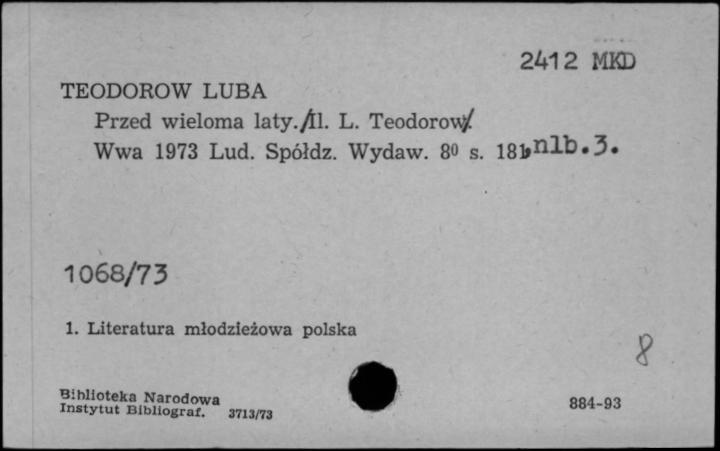 2412 MKD
TEODOROW LUBA
Przed wieloma laty./Il. L. Teodorow/.
Wwa 1973 Lud. Spółdz. Wydaw. 8⁰ s. 181, nlb.3.
1068/73
1. Literatura młodzieżowa polska
8
Biblioteka Narodowa
Instytut Bibliograf. 3713/73
884-93